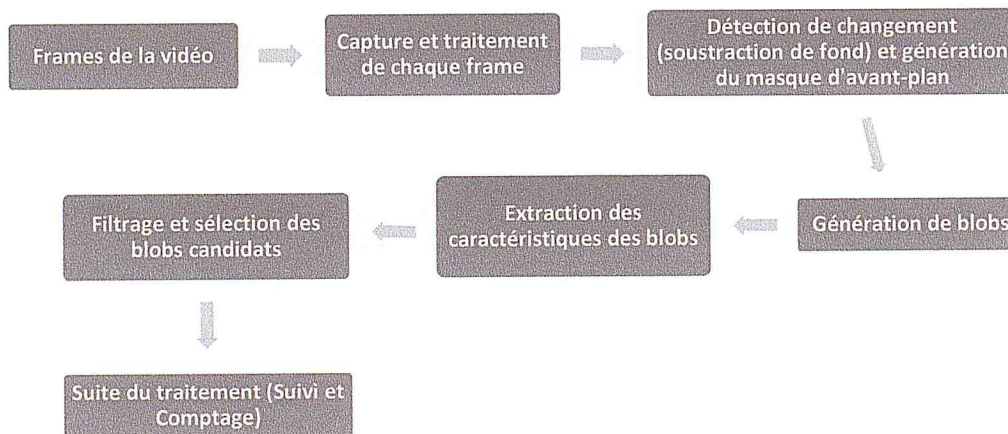 Frames de la vidéo
Capture et traitement
de chaque frame
Détection de changement
(soustraction de fond) et génération
du masque d'avant-plan
Génération de blobs
Extraction des
caractéristiques des blobs
Filtrage et sélection des
blobs candidats
Suite du traitement (Suivi et
Comptage)